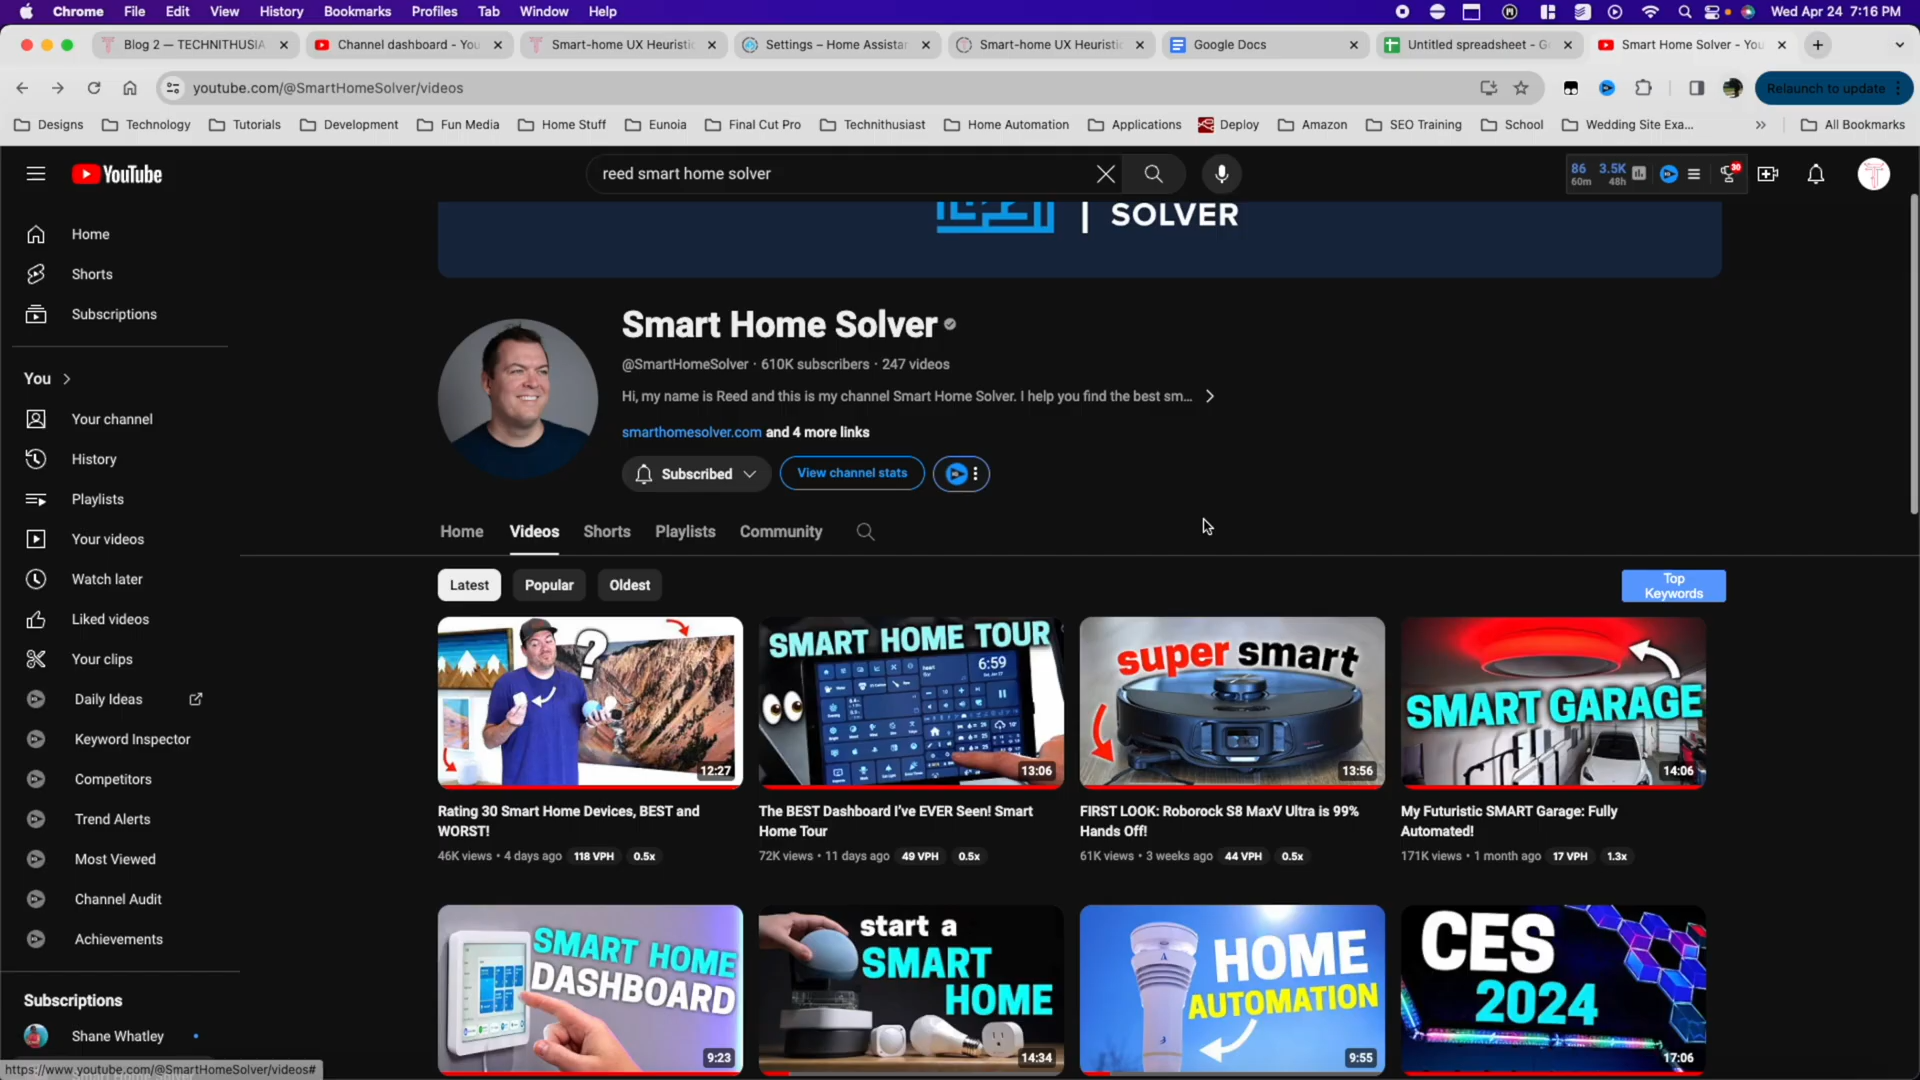 Chrome File Edit View History Bookmarks Profiles Tab Window Help
Wed Apr 24 7:16 PM
Blog 2 — TECHNITHUSIA
Channel dashboard - You
Smart-home UX Heuristic
Settings – Home Assistan
Smart-home UX Heuristic
Google Docs
Untitled spreadsheet - G
Smart Home Solver - You
youtube.com/@SmartHomeSolver/videos
Relaunch to update
Designs Technology Tutorials Development Fun Media Home Stuff Eunoia Final Cut Pro Technithusiast Home Automation Applications Deploy Amazon SEO Training School Wedding Site Exa... » All Bookmarks
YouTube
reed smart home solver
86 3.5K
60m 48h
30
Home
Shorts
Subscriptions
You
Your channel
History
Playlists
Your videos
Watch later
Liked videos
Your clips
Daily Ideas
Keyword Inspector
Competitors
Trend Alerts
Most Viewed
Channel Audit
Achievements
Subscriptions
Shane Whatley
https://www.youtube.com/@SmartHomeSolver/videos#
SOLVER
Smart Home Solver
@SmartHomeSolver · 610K subscribers · 247 videos
Hi, my name is Reed and this is my channel Smart Home Solver. I help you find the best sm...
smarthomesolver.com and 4 more links
Subscribed
View channel stats
Home Videos Shorts Playlists Community
Latest Popular Oldest
Top
Keywords
?
12:27
Rating 30 Smart Home Devices, BEST and
WORST!
46K views · 4 days ago 118 VPH 0.5x
SMART HOME TOUR
6:59
13:06
The BEST Dashboard I've EVER Seen! Smart
Home Tour
72K views · 11 days ago 49 VPH 0.5x
super smart
13:56
FIRST LOOK: Roborock S8 MaxV Ultra is 99%
Hands Off!
61K views · 3 weeks ago 44 VPH 0.5x
SMART GARAGE
14:06
My Futuristic SMART Garage: Fully
Automated!
171K views · 1 month ago 17 VPH 1.3x
SMART HOME
DASHBOARD
9:23
start a
SMART
HOME
14:34
HOME
AUTOMATION
9:55
CES
2024
17:06